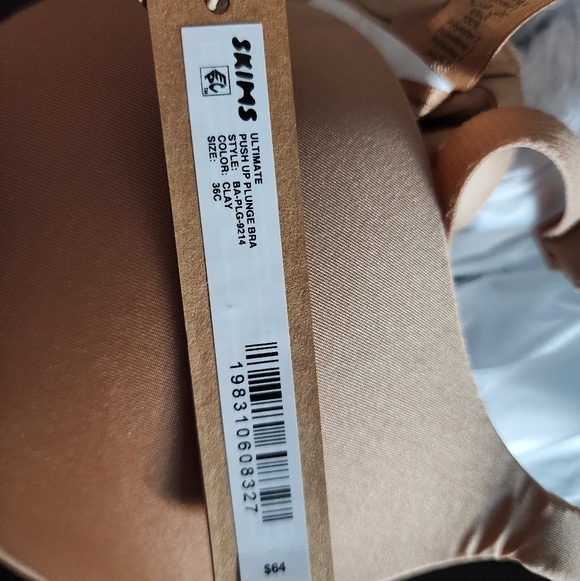 SKIMS
ULTIMATE
PUSH UP PLUNGE BRA
STYLE: BA-PLG-9214
COLOR: CLAY
SIZE: 36C
198310608327
$64